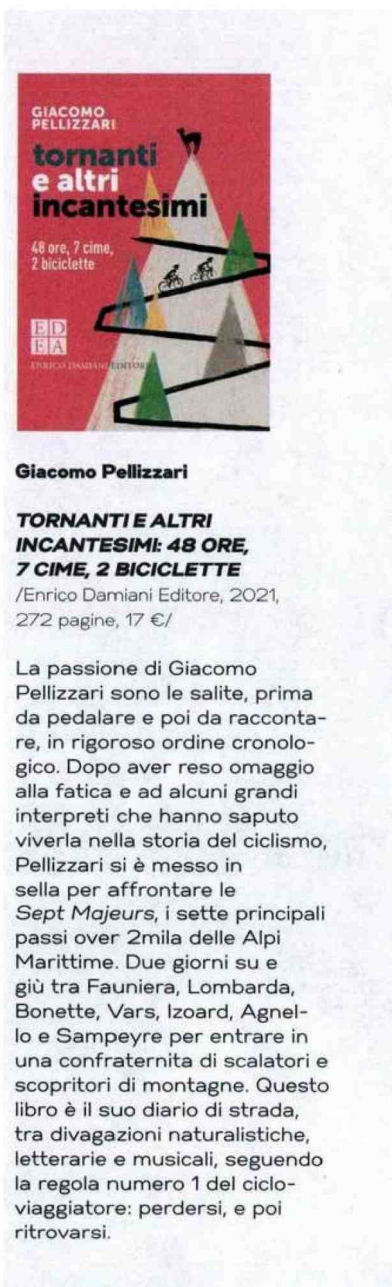 GIACOMO
PELLIZZARI
tornanti
e altri
incantesimi
48 ore, 7 cime,
2 biciclette
ED
EA
ENRICO DAMIANI EDITORE
Giacomo Pellizzari
TORNANTI E ALTRI
INCANTESIMI: 48 ORE,
7 CIME, 2 BICICLETTE
/Enrico Damiani Editore, 2021,
272 pagine, 17 €/
La passione di Giacomo
Pellizzari sono le salite, prima
da pedalare e poi da racconta-
re, in rigoroso ordine cronolo-
gico. Dopo aver reso omaggio
alla fatica e ad alcuni grandi
interpreti che hanno saputo
viverla nella storia del ciclismo,
Pellizzari si è messo in
sella per affrontare le
Sept Majeurs, i sette principali
passi over 2mila delle Alpi
Marittime. Due giorni su e
giù tra Fauniera, Lombarda,
Bonette, Vars, Izoard, Agnel-
lo e Sampeyre per entrare in
una confraternita di scalatori e
scopritori di montagne. Questo
libro è il suo diario di strada,
tra divagazioni naturalistiche,
letterarie e musicali, seguendo
la regola numero 1 del ciclo-
viaggiatore: perdersi, e poi
ritrovarsi.